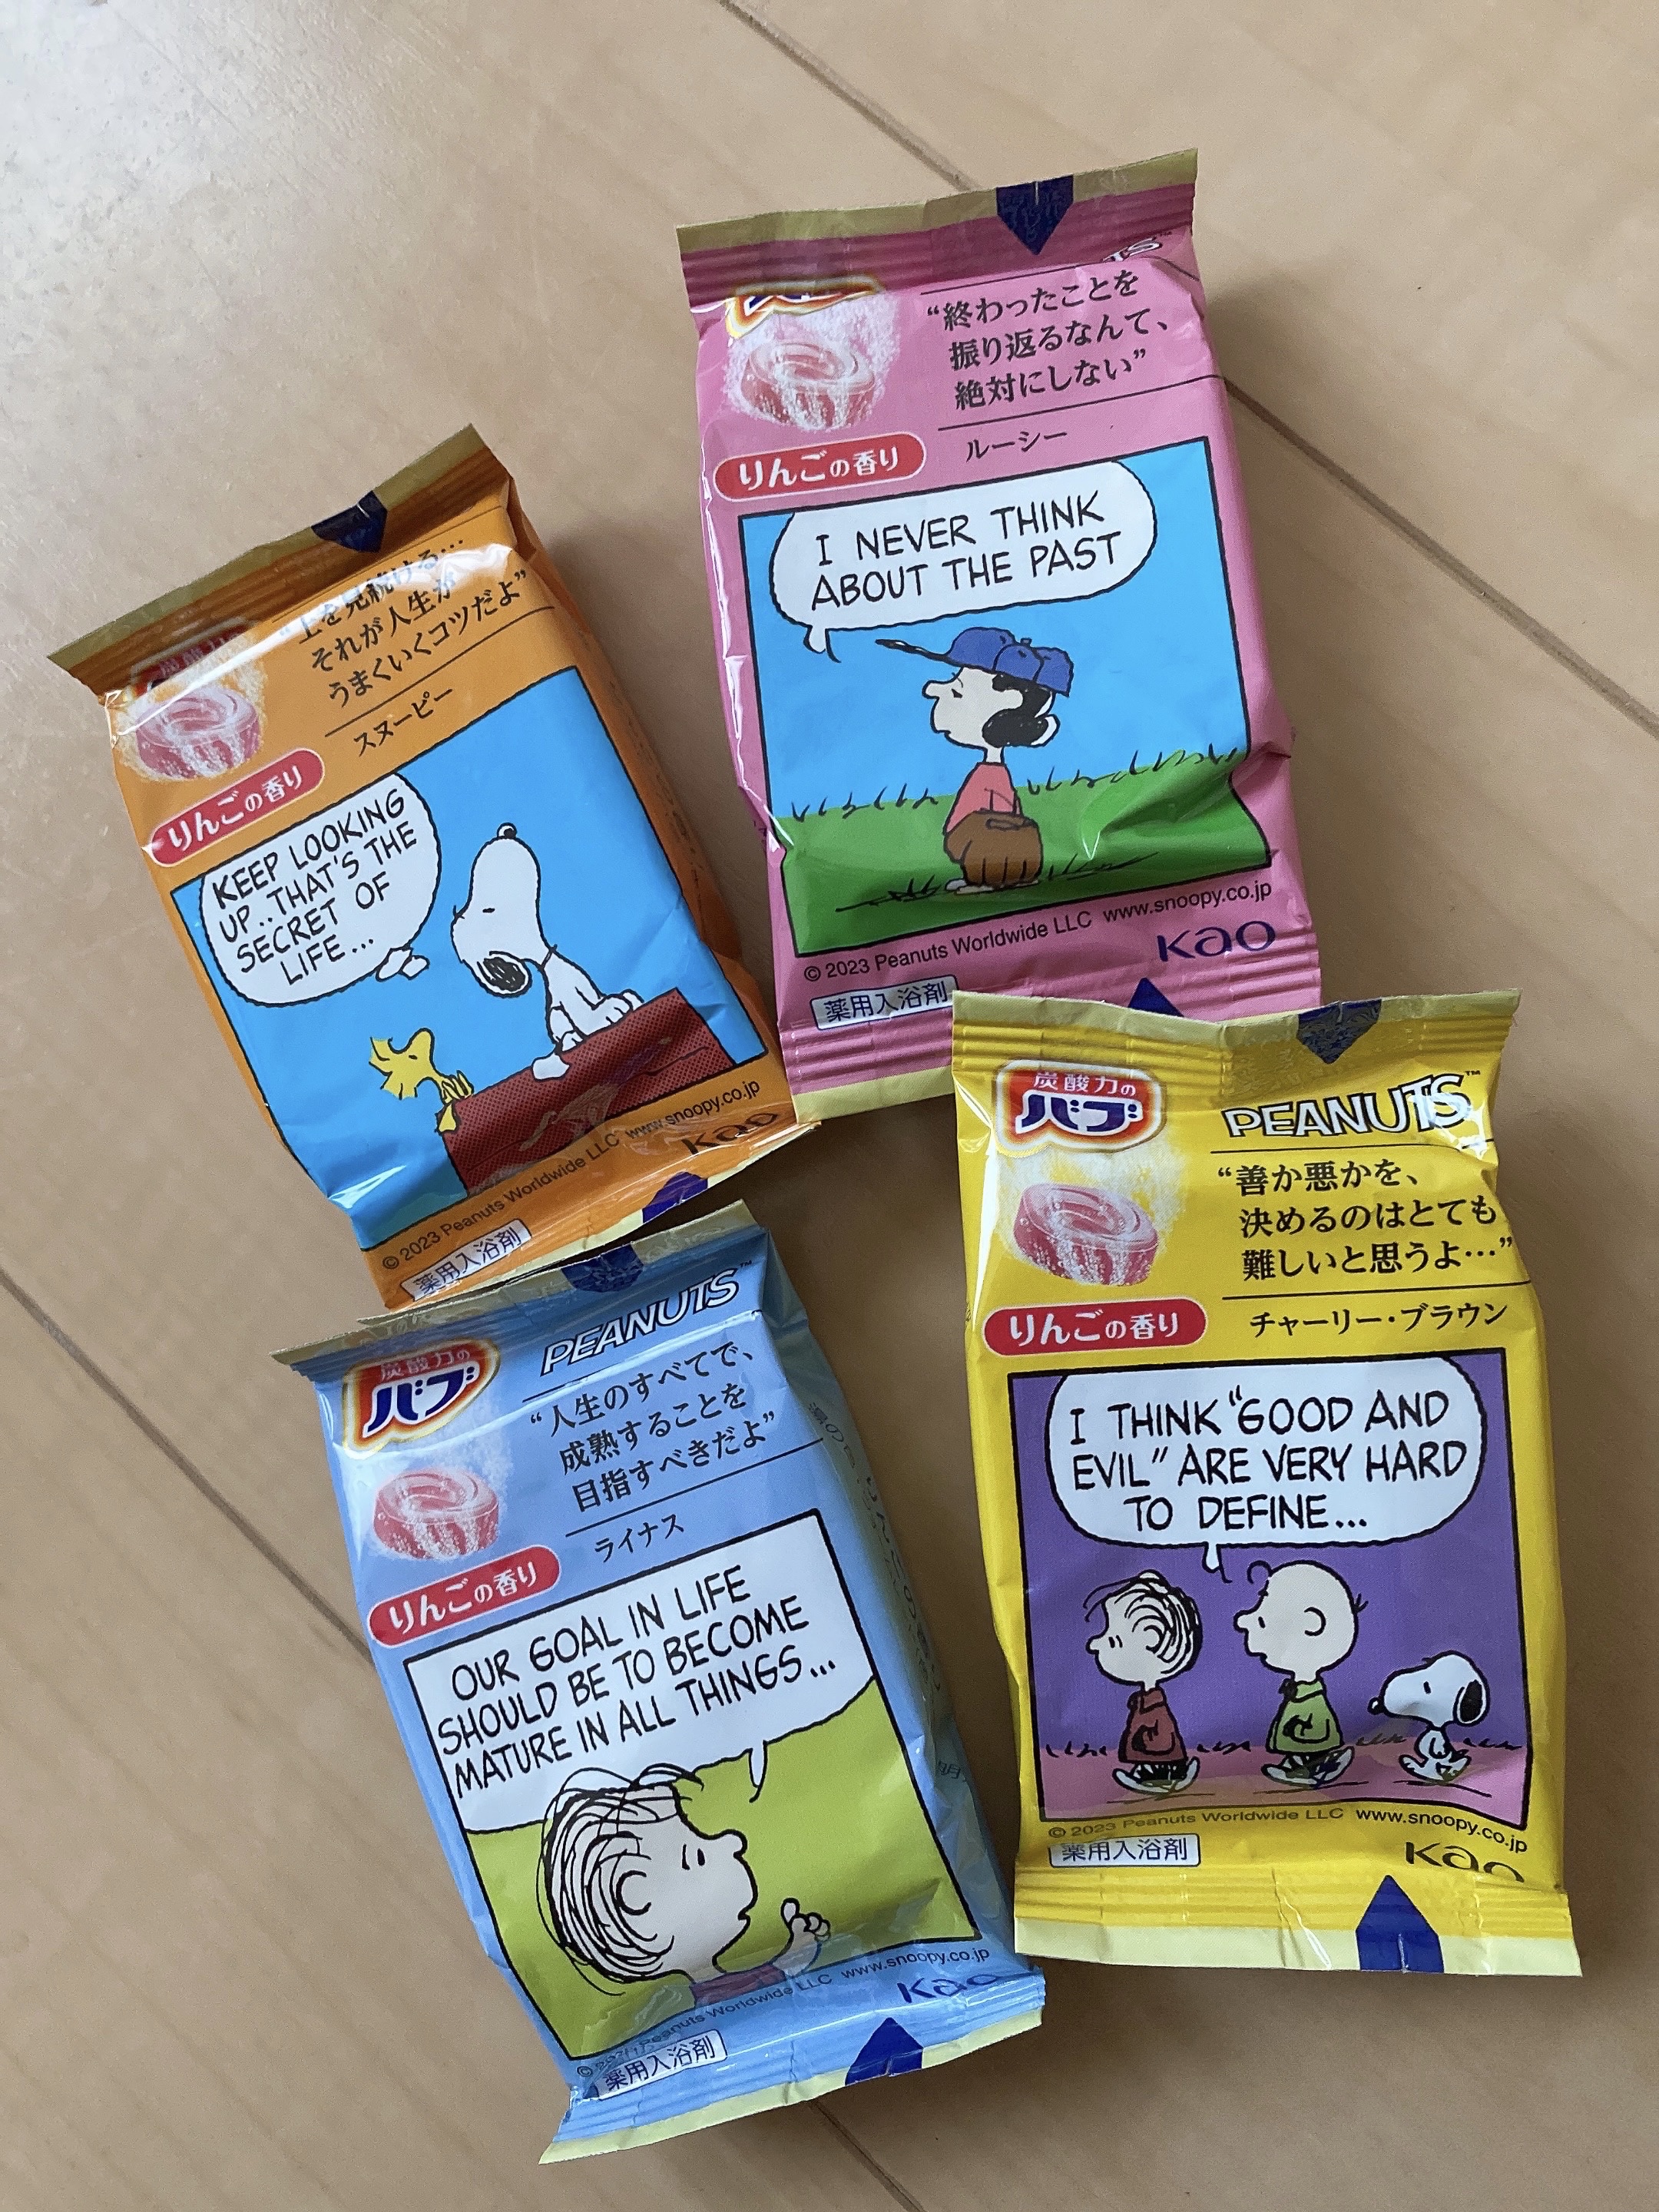 “終わったことを
振り返るなんて、
絶対にしない”
ルーシー
りんごの香り
I NEVER THINK
ABOUT THE PAST
© 2023 Peanuts Worldwide LLC www.snoopy.co.jp
Kao
薬用入浴剤
炭酸力の
“上を見続ける…
それが人生が
うまくいくコツだよ”
スヌーピー
りんごの香り
KEEP LOOKING
UP..THAT'S THE
SECRET OF
LIFE...
© 2023 Peanuts Worldwide LLC www.snoopy.co.jp
Kao
薬用入浴剤
炭酸力の
バブ
PEANUTS™
“善か悪かを、
決めるのはとても
難しいと思うよ…”
チャーリー・ブラウン
りんごの香り
I THINK “GOOD AND
EVIL” ARE VERY HARD
TO DEFINE...
© 2023 Peanuts Worldwide LLC www.snoopy.co.jp
Kao
薬用入浴剤
炭酸力の
バブ
PEANUTS™
“人生のすべてで、
成熟することを
目指すべきだよ”
ライナス
りんごの香り
OUR GOAL IN LIFE
SHOULD BE TO BECOME
MATURE IN ALL THINGS...
Peanuts Worldwide LLC www.snoopy.co.jp
Kao
薬用入浴剤